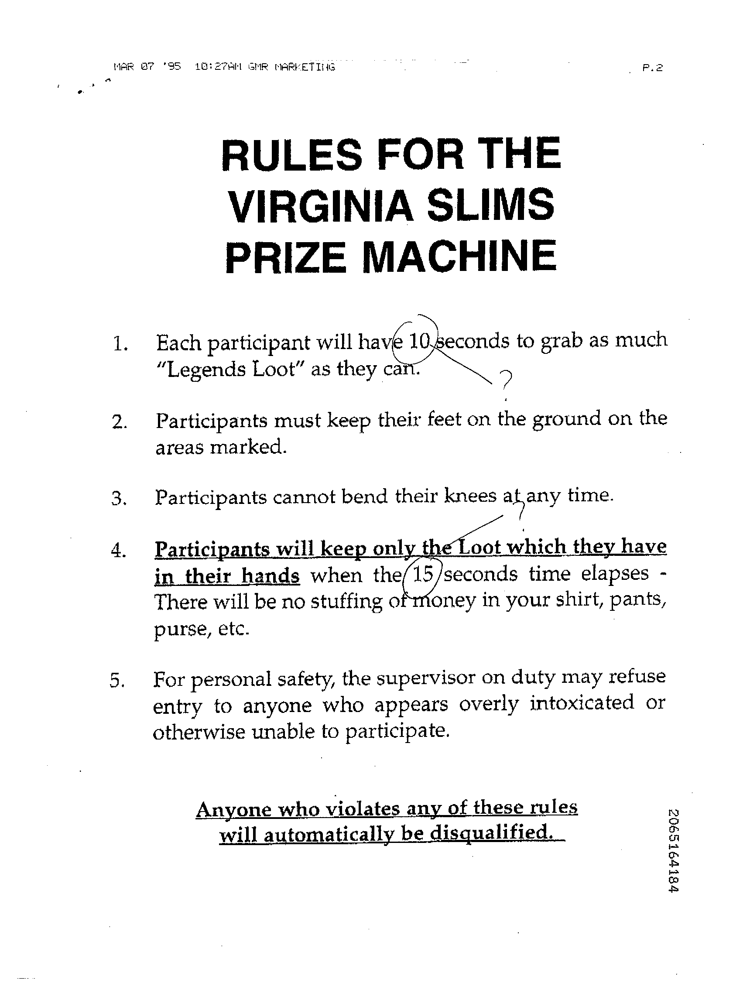 MAR 07 '95 10:27AM GMR MARKETING P.2
RULES FOR THE
VIRGINIA SLIMS
PRIZE MACHINE
1. Each participant will have 10 seconds to grab as much
"Legends Loot" as they can.
?
2. Participants must keep their feet on the ground on the
areas marked.
3. Participants cannot bend their knees at any time.
?
4. Participants will keep only the Loot which they have
in their hands when the 15 seconds time elapses -
There will be no stuffing of money in your shirt, pants,
purse, etc.
5. For personal safety, the supervisor on duty may refuse
entry to anyone who appears overly intoxicated or
otherwise unable to participate.
Anyone who violates any of these rules
will automatically be disqualified.
2065164184